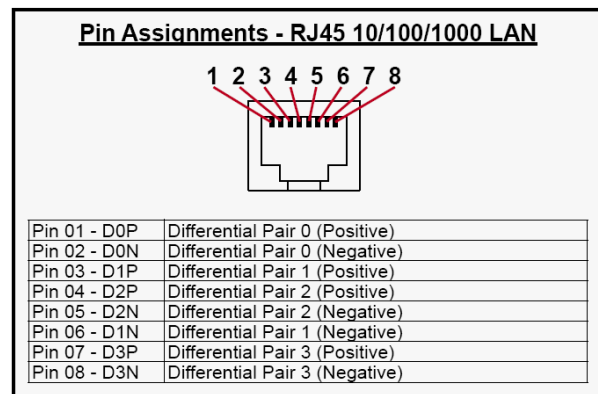 Pin Assignments - RJ45 10/100/1000 LAN
1 2 3 4 5 6 7 8
Pin 01 - D0P Differential Pair 0 (Positive)
Pin 02 - D0N Differential Pair 0 (Negative)
Pin 03 - D1P Differential Pair 1 (Positive)
Pin 04 - D2P Differential Pair 2 (Positive)
Pin 05 - D2N Differential Pair 2 (Negative)
Pin 06 - D1N Differential Pair 1 (Negative)
Pin 07 - D3P Differential Pair 3 (Positive)
Pin 08 - D3N Differential Pair 3 (Negative)